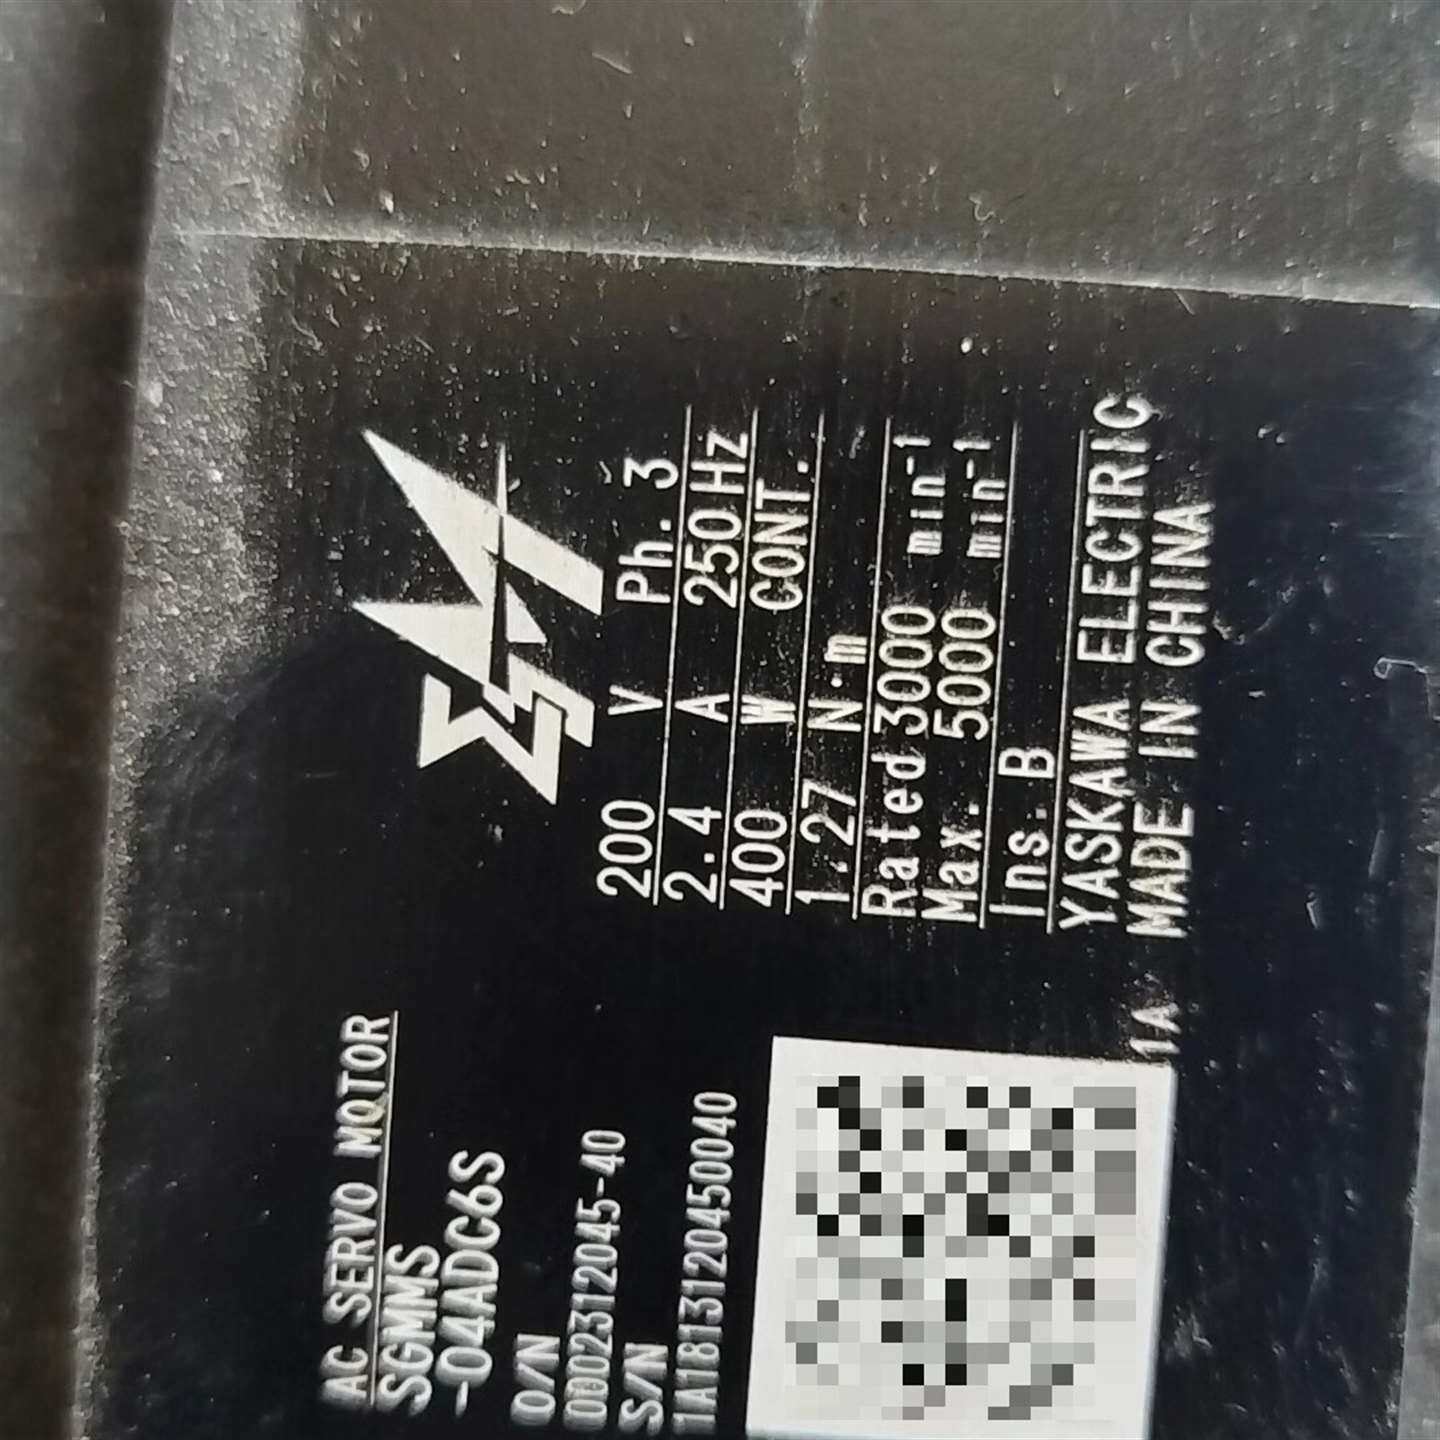 AC SERVO MOTOR
SGMMS
-04ADC6S
O/N
0002312045-40
S/N
1A1813120450040
200 V Ph. 3
2.4 A 250 Hz
400 W CONT.
1.27 N·m
Rated 3000 min⁻¹
Max. 5000 min⁻¹
Ins. B
YASKAWA ELECTRIC
MADE IN CHINA
1A